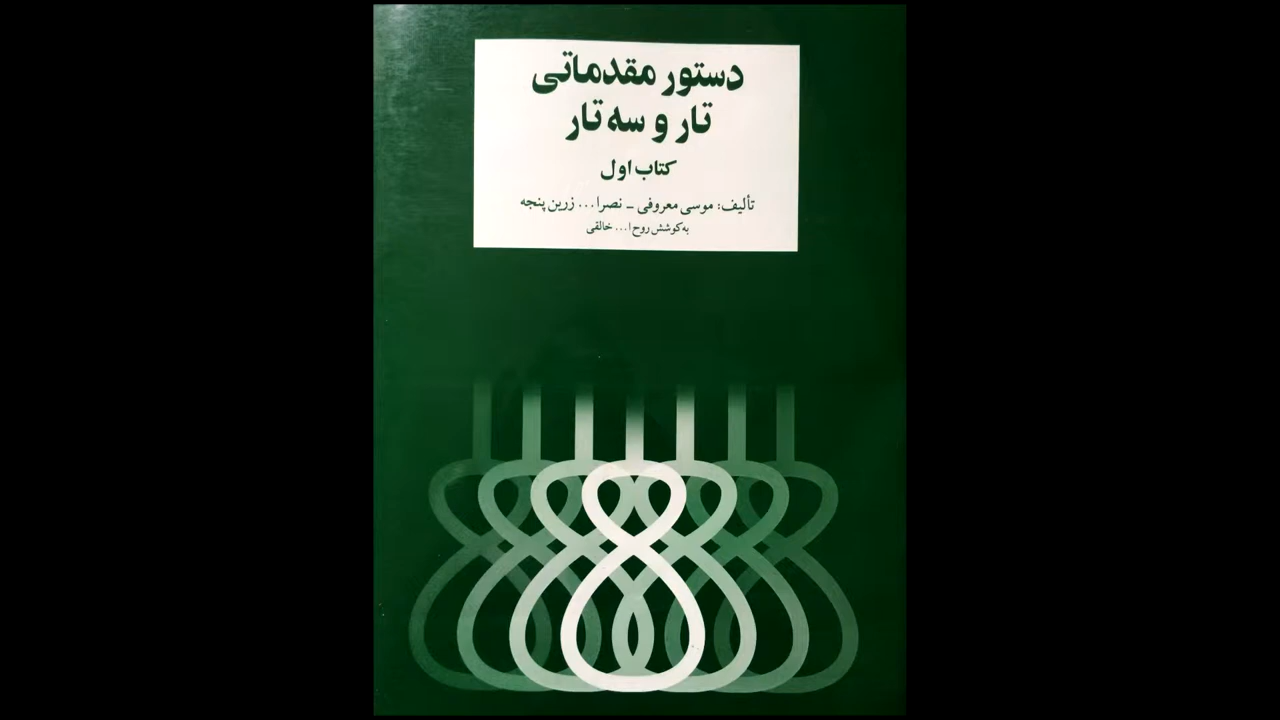 دستور مقدماتی
تار و سه تار
کتاب اول
تألیف: موسی معروفی ـ نصرا... زرین پنجه
به کوشش روح ا... خالقی